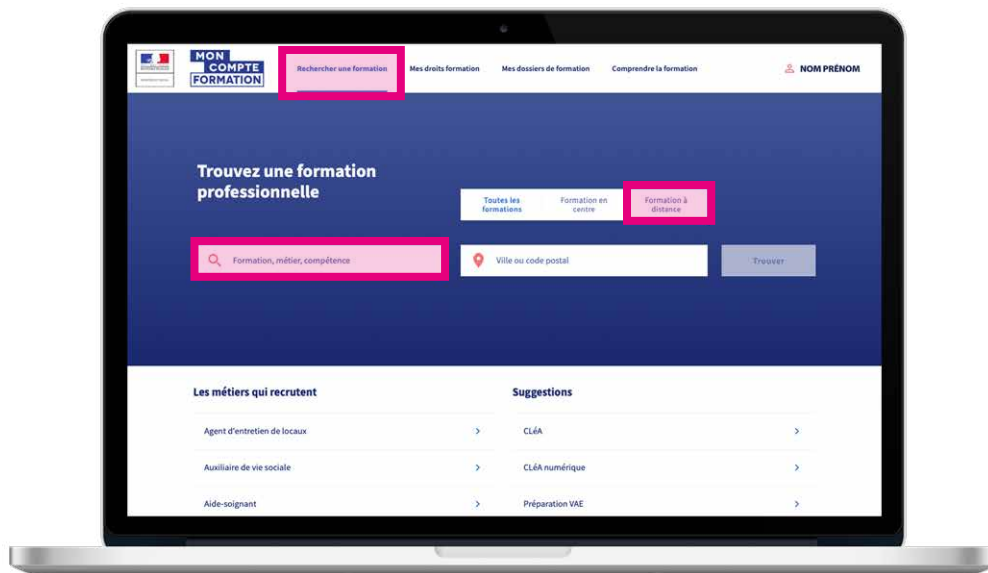 MON
COMPTE
FORMATION
Rechercher une formation
Mes droits formation
Mes dossiers de formation
Comprendre la formation
NOM PRÉNOM
Trouvez une formation
professionnelle
Toutes les
formations
Formation en
centre
Formation à
distance
Formation, métier, compétence
Ville ou code postal
Trouver
Les métiers qui recrutent
Suggestions
Agent d'entretien de locaux
CLéA
Auxiliaire de vie sociale
CLéA numérique
Aide-soignant
Préparation VAE